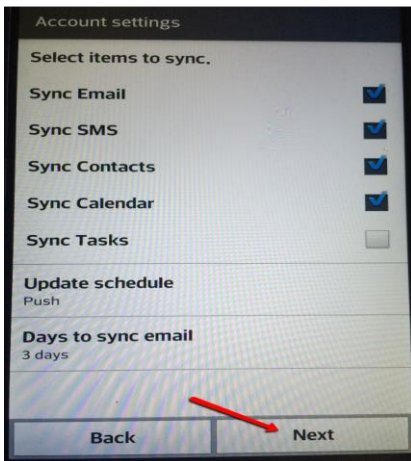 Account settings
Select items to sync.
Sync Email
Sync SMS
Sync Contacts
Sync Calendar
Sync Tasks
Update schedule
Push
Days to sync email
3 days
Back
Next